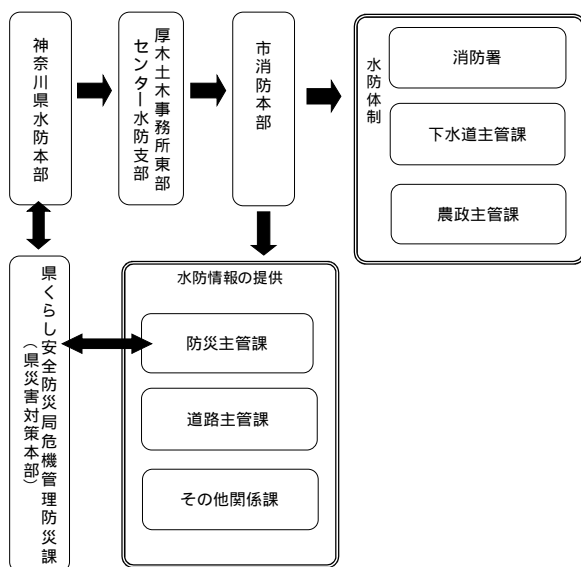 神奈川県水防本部
厚木土木事務所東部
センター水防支部
市消防本部
水防体制
消防署
下水道主管課
農政主管課
県くらし安全防災局危機管理防災課
（県災害対策本部）
水防情報の提供
防災主管課
道路主管課
その他関係課